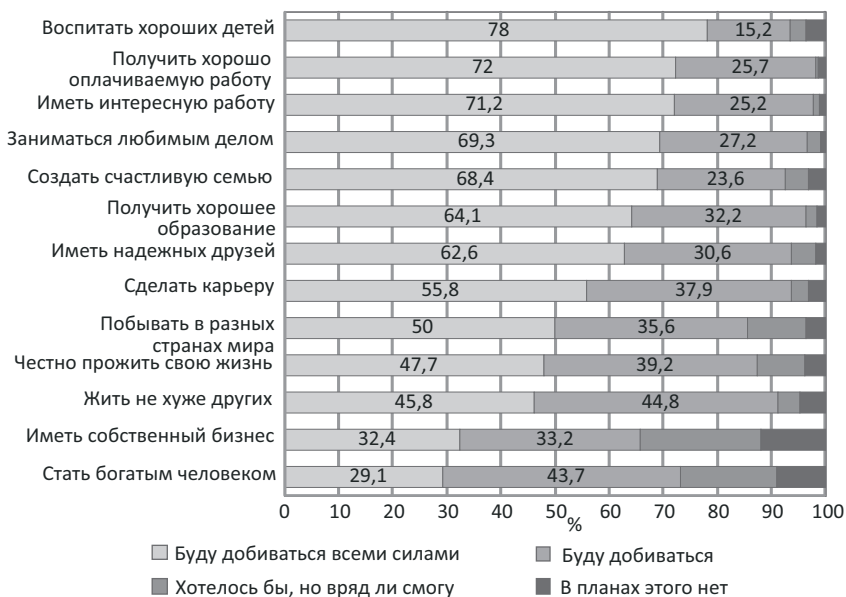 Воспитать хороших детей
78 15,2
Получить хорошо
оплачиваемую работу
72 25,7
Иметь интересную работу
71,2 25,2
Заниматься любимым делом
69,3 27,2
Создать счастливую семью
68,4 23,6
Получить хорошее
образование
64,1 32,2
Иметь надежных друзей
62,6 30,6
Сделать карьеру
55,8 37,9
Побывать в разных
странах мира
50 35,6
Честно прожить свою жизнь
47,7 39,2
Жить не хуже других
45,8 44,8
Иметь собственный бизнес
32,4 33,2
Стать богатым человеком
29,1 43,7
0 10 20 30 40 50 60 70 80 90 100
%
Буду добиваться всеми силами
Буду добиваться
Хотелось бы, но вряд ли смогу
В планах этого нет